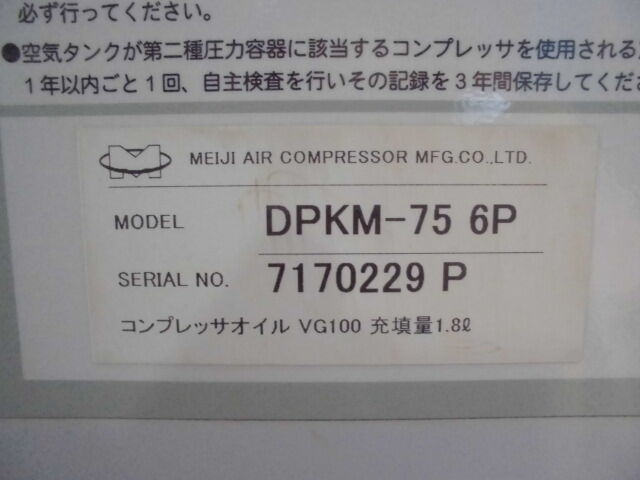 必ず行ってください。
●空気タンクが第二種圧力容器に該当するコンプレッサを使用される
1年以内ごと1回、自主検査を行いその記録を3年間保存してくださ
MEIJI AIR COMPRESSOR MFG.CO.,LTD.
MODEL DPKM-75 6P
SERIAL NO. 7170229 P
コンプレッサオイル VG100 充填量1.8ℓ